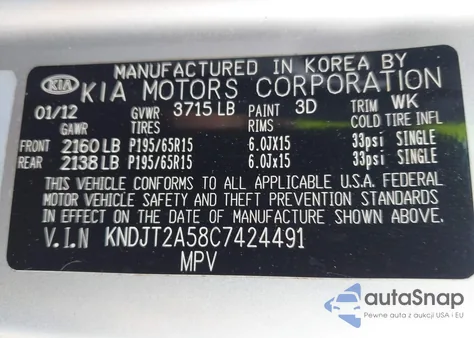 MANUFACTURED IN KOREA BY
KIA KIA MOTORS CORPORATION
01/12 GVWR 3715 LB PAINT 3D TRIM WK
GAWR TIRES RIMS COLD TIRE INFL
FRONT 2160 LB P195/65R15 6.0JX15 33psi SINGLE
REAR 2138 LB P195/65R15 6.0Jx15 33psi SINGLE
THIS VEHICLE CONFORMS TO ALL APPLICABLE U.S.A. FEDERAL
MOTOR VEHICLE SAFETY AND THEFT PREVENTION STANDARDS
IN EFFECT ON THE DATE OF MANUFACTURE SHOWN ABOVE.
V.I.N KNDJT2A58C7424491
MPV
autoSnap
Pewne auta z aukcji USA i EU